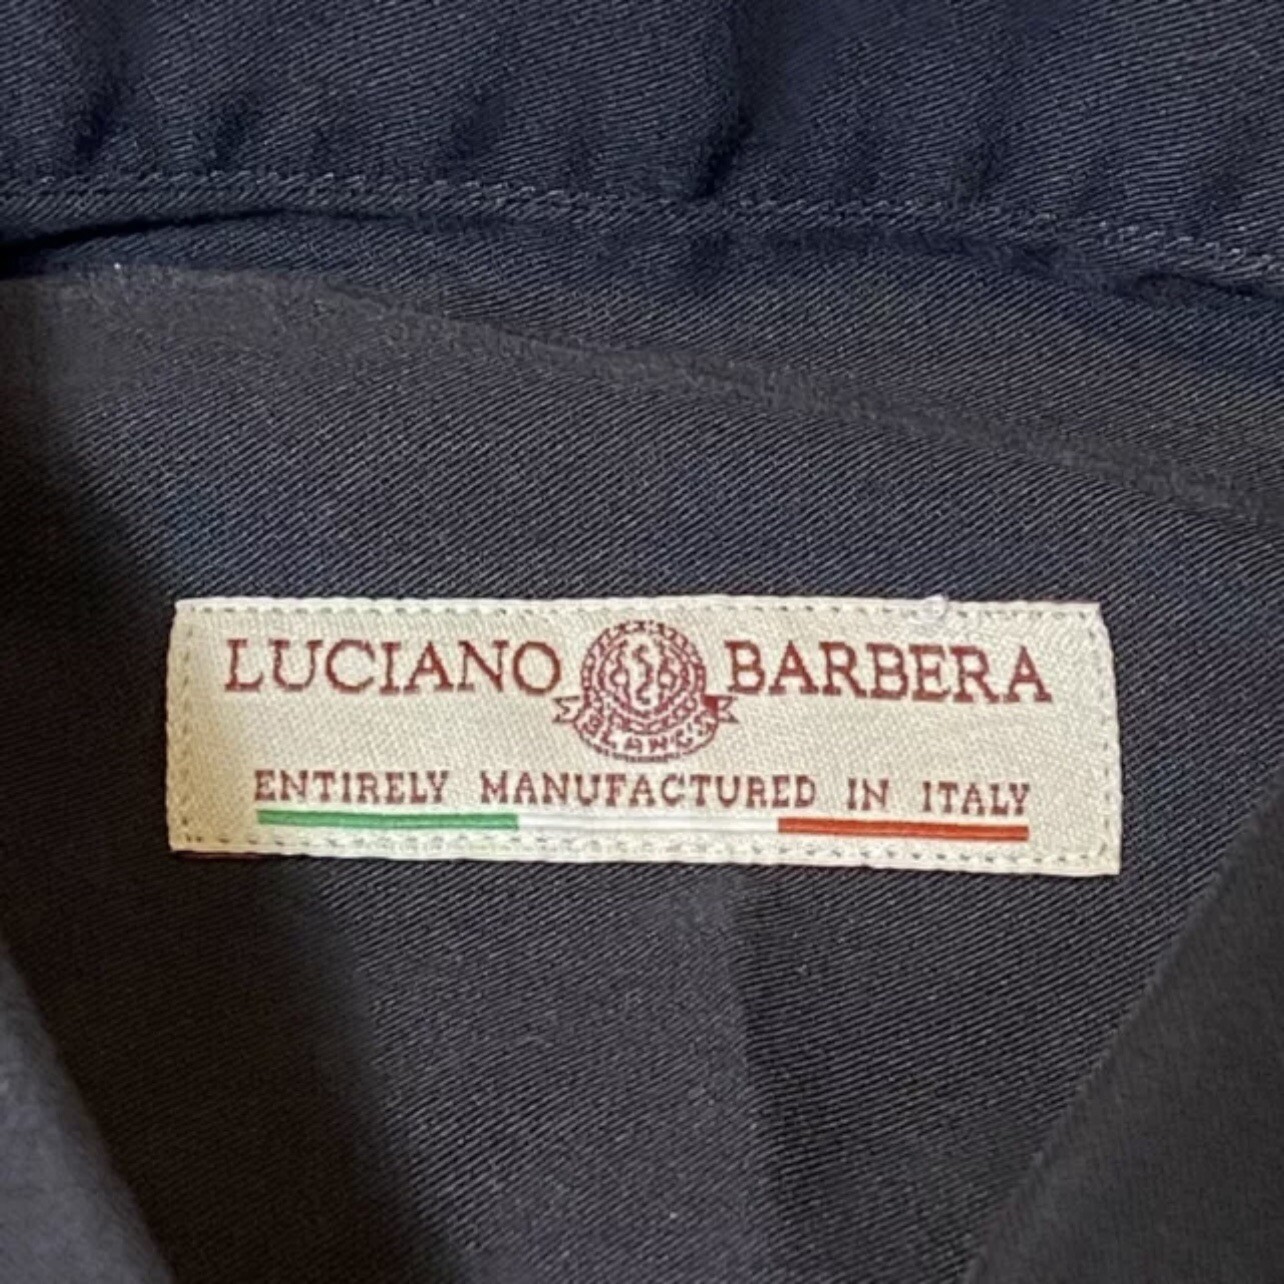 LUCIANO BARBERA
ENTIRELY MANUFACTURED IN ITALY